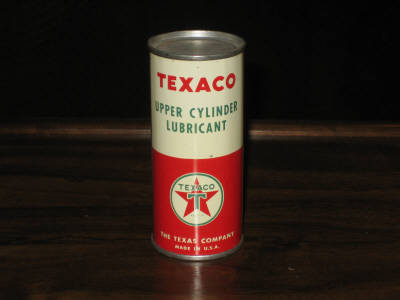 TEXACO
UPPER CYLINDER
LUBRICANT
TEXACO
T
THE TEXAS COMPANY
MADE IN U.S.A.